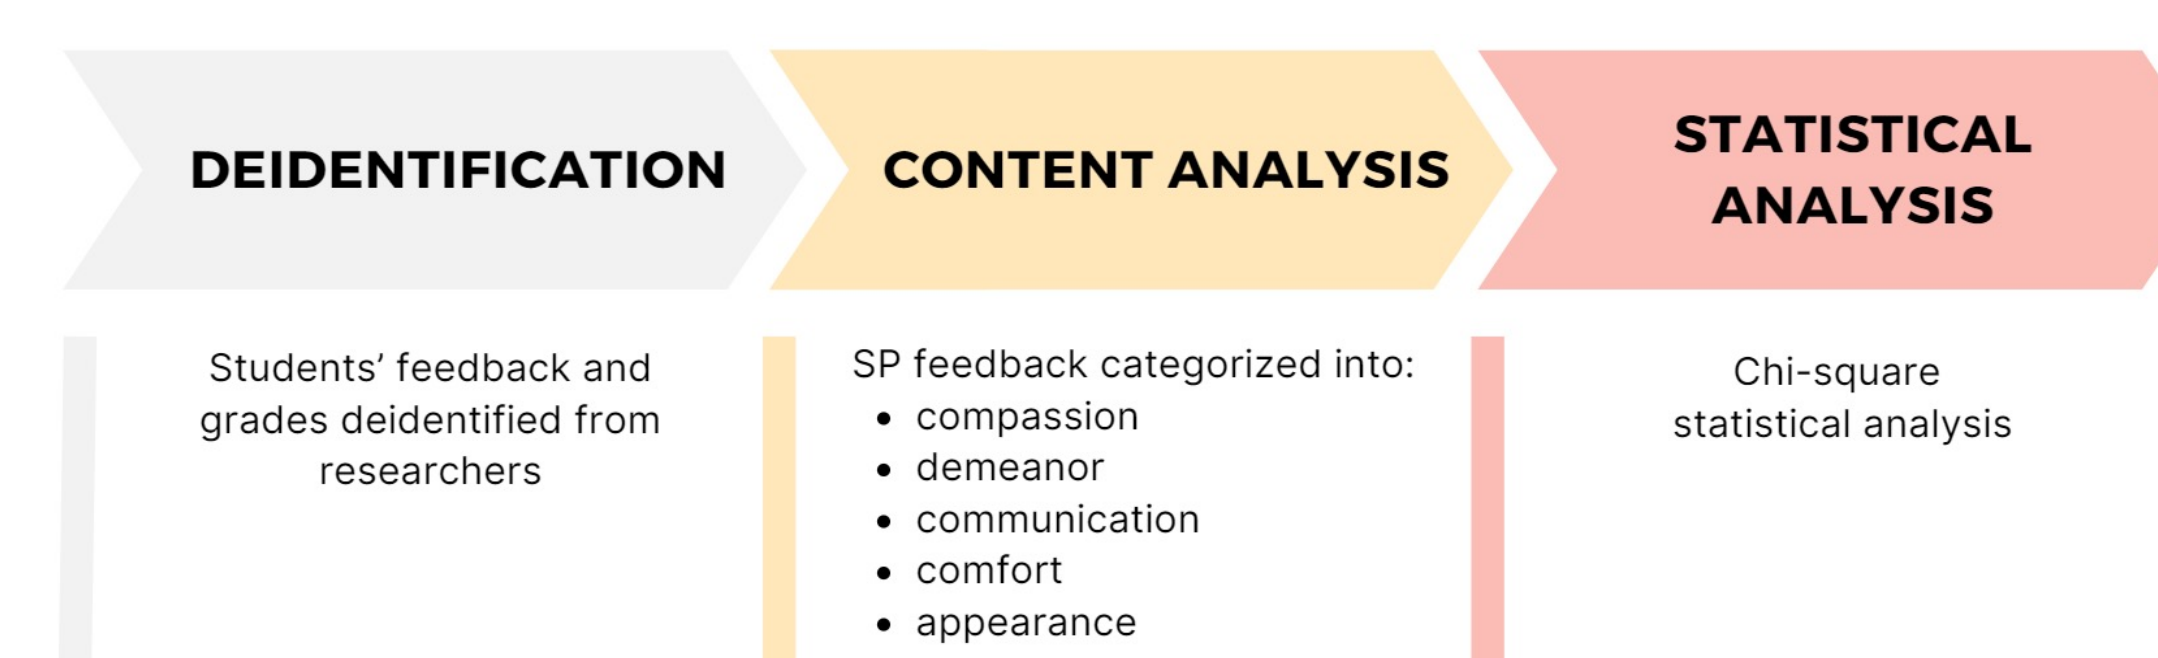 DEIDENTIFICATION
Students’ feedback and
grades deidentified from
researchers
CONTENT ANALYSIS
SP feedback categorized into:
• compassion
• demeanor
• communication
• comfort
• appearance
STATISTICAL
ANALYSIS
Chi-square
statistical analysis